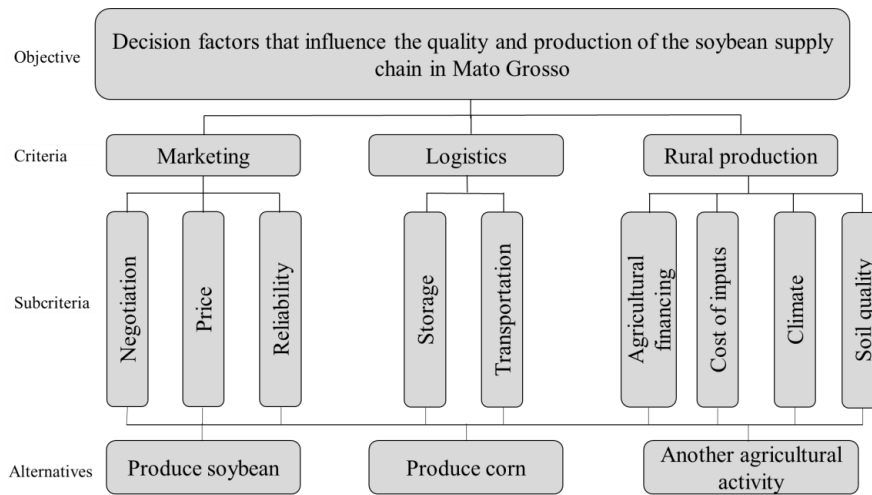 Objective
Decision factors that influence the quality and production of the soybean supply
chain in Mato Grosso
Criteria
Marketing
Logistics
Rural production
Subcriteria
Negotiation
Price
Reliability
Storage
Transportation
Agricultural
financing
Cost of inputs
Climate
Soil quality
Alternatives
Produce soybean
Produce corn
Another agricultural
activity